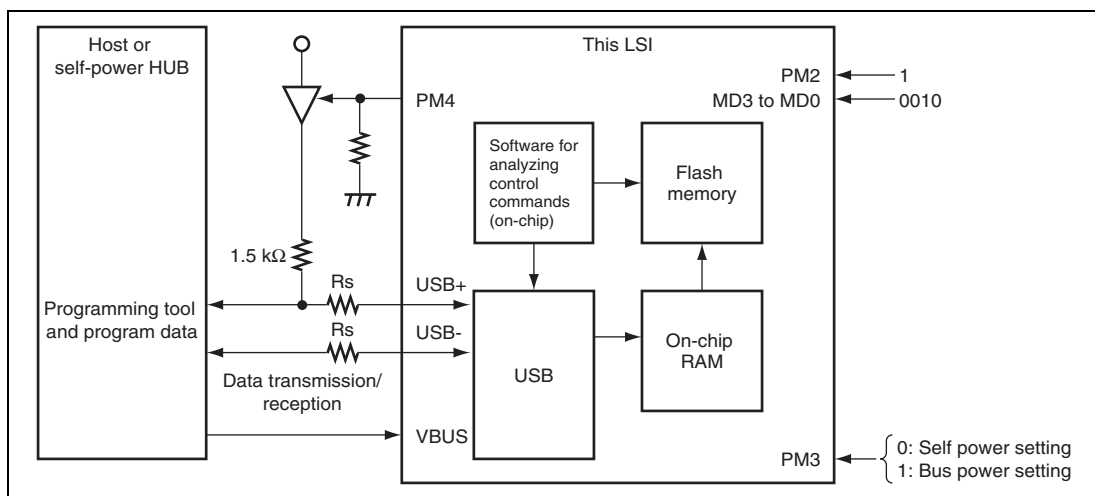 Host or
self-power HUB
This LSI
PM4
PM2
1
MD3 to MD0
0010
Software for
analyzing
control
commands
(on-chip)
Flash
memory
1.5 kΩ
Rs
USB+
Programming tool
and program data
Rs
USB-
USB
On-chip
RAM
Data transmission/
reception
VBUS
PM3
0: Self power setting
1: Bus power setting